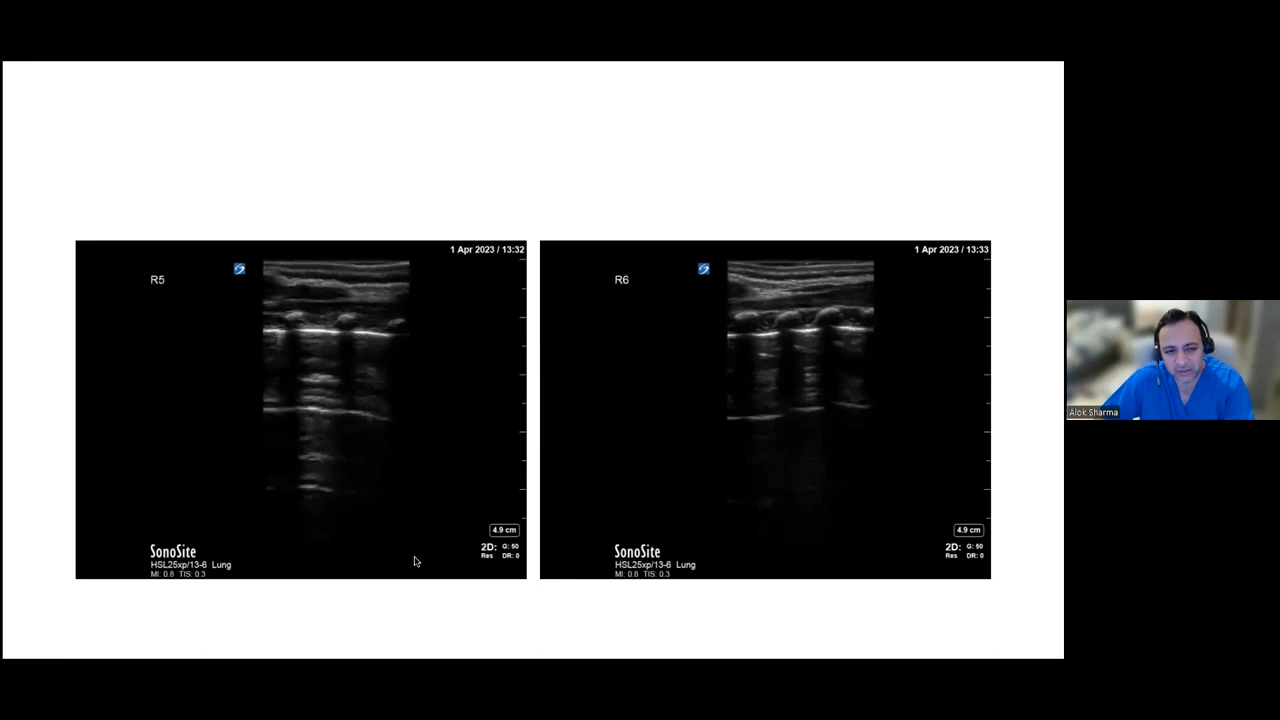 1 Apr 2023 / 13:32
R5
4.9 cm
SonoSite
2D: G: 50
Res DR: 0
HSL25xp/13-6 Lung
MI: 0.8 TIS: 0.3
1 Apr 2023 / 13:33
R6
4.9 cm
SonoSite
2D: G: 50
Res DR: 0
HSL25xp/13-6 Lung
MI: 0.8 TIS: 0.3
Alok Sharma